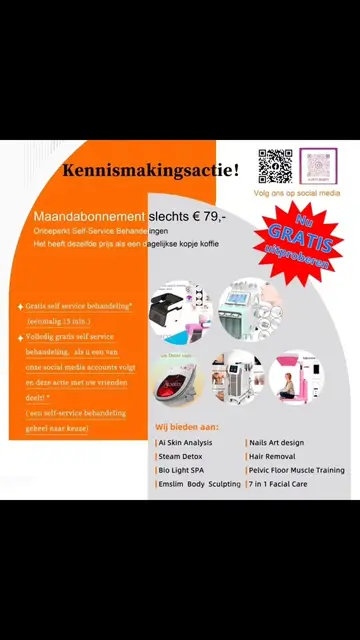 Kennismakingsactie!
Volg ons op social media
Maandabonnement slechts € 79,-
Onbeperkt Self-Service Behandelingen
Het heeft dezelfde prijs als een dagelijkse kopje koffie
Nu
GRATIS
uitproberen
Gratis self service behandeling*
(eenmalig 15 min.)
Volledig gratis self service
behandeling, als u een van
onze social media accounts volgt
en deze actie met uw vrienden
deelt! *
( een self-service behandeling
geheel naar keuze)
Wij bieden aan:
Ai Skin Analysis
Steam Detox
Bio Light SPA
Emslim Body Sculpting
Nails Art design
Hair Removal
Pelvic Floor Muscle Training
7 in 1 Facial Care